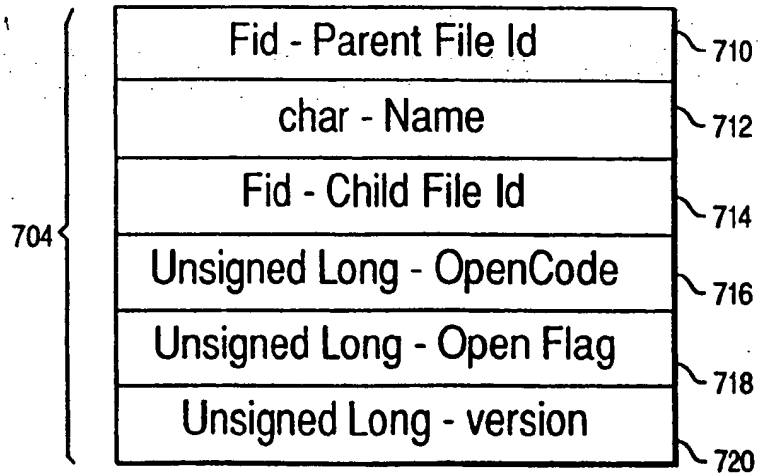 Fid - Parent File Id
710
char - Name
712
Fid - Child File Id
714
704
Unsigned Long - OpenCode
716
Unsigned Long - Open Flag
718
Unsigned Long - version
720